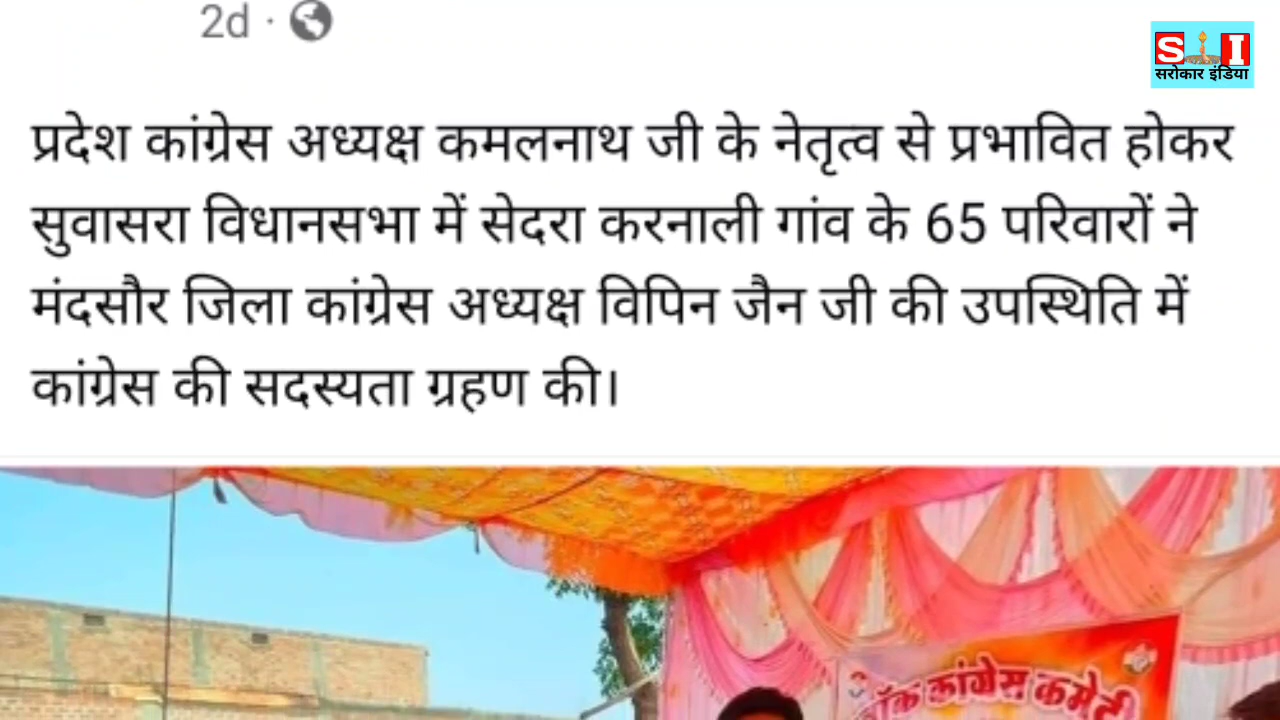 2d ·
S I
सरोकार इंडिया
प्रदेश कांग्रेस अध्यक्ष कमलनाथ जी के नेतृत्व से प्रभावित होकर
सुवासरा विधानसभा में सेदरा करनाली गांव के 65 परिवारों ने
मंदसौर जिला कांग्रेस अध्यक्ष विपिन जैन जी की उपस्थिति में
कांग्रेस की सदस्यता ग्रहण की।
कांग्रेस कमेटी